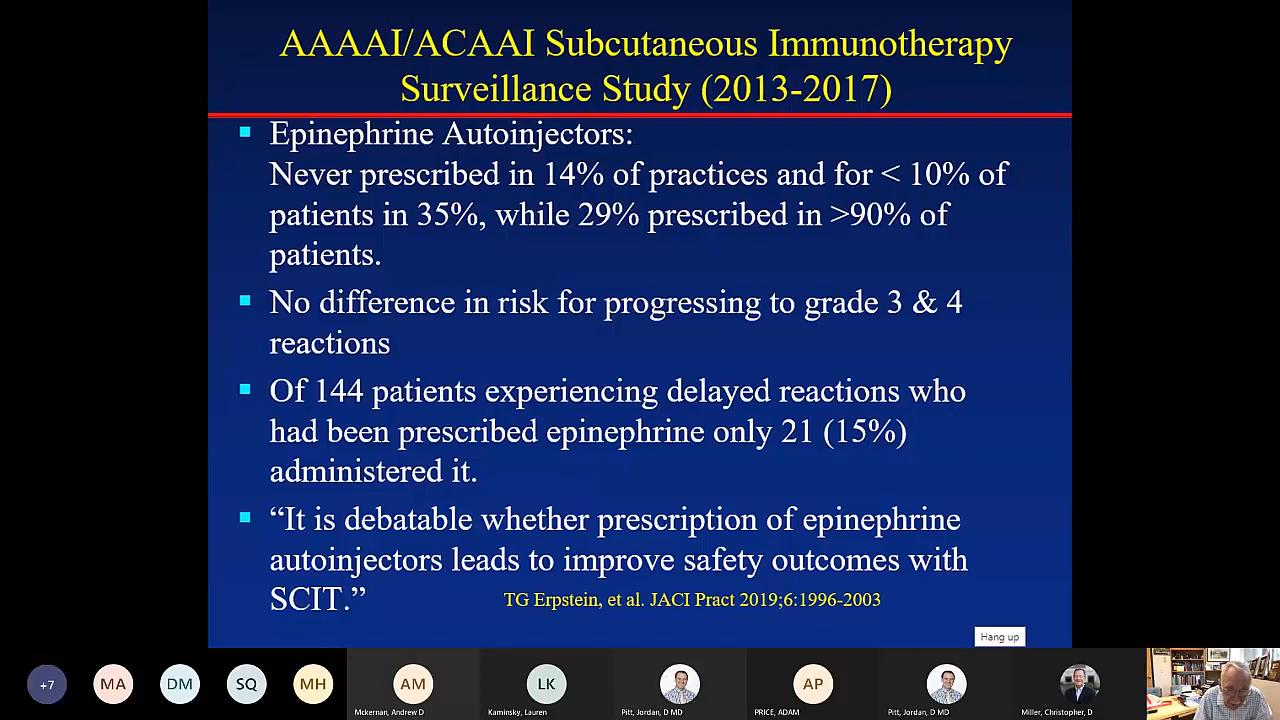 AAAAI/ACAAI Subcutaneous Immunotherapy
Surveillance Study (2013-2017)
Epinephrine Autoinjectors:
Never prescribed in 14% of practices and for < 10% of
patients in 35%, while 29% prescribed in >90% of
patients.
No difference in risk for progressing to grade 3 & 4
reactions
Of 144 patients experiencing delayed reactions who
had been prescribed epinephrine only 21 (15%)
administered it.
“It is debatable whether prescription of epinephrine
autoinjectors leads to improve safety outcomes with
SCIT.”
TG Erpstein, et al. JACI Pract 2019;6:1996-2003
Hang up
+7
MA
DM
SQ
MH
AM
LK
AP
Mckernan, Andrew D
Kaminsky, Lauren
Pitt, Jordan D MD
PRICE, ADAM
Pitt, Jordan D MD
Miller, Christopher, D